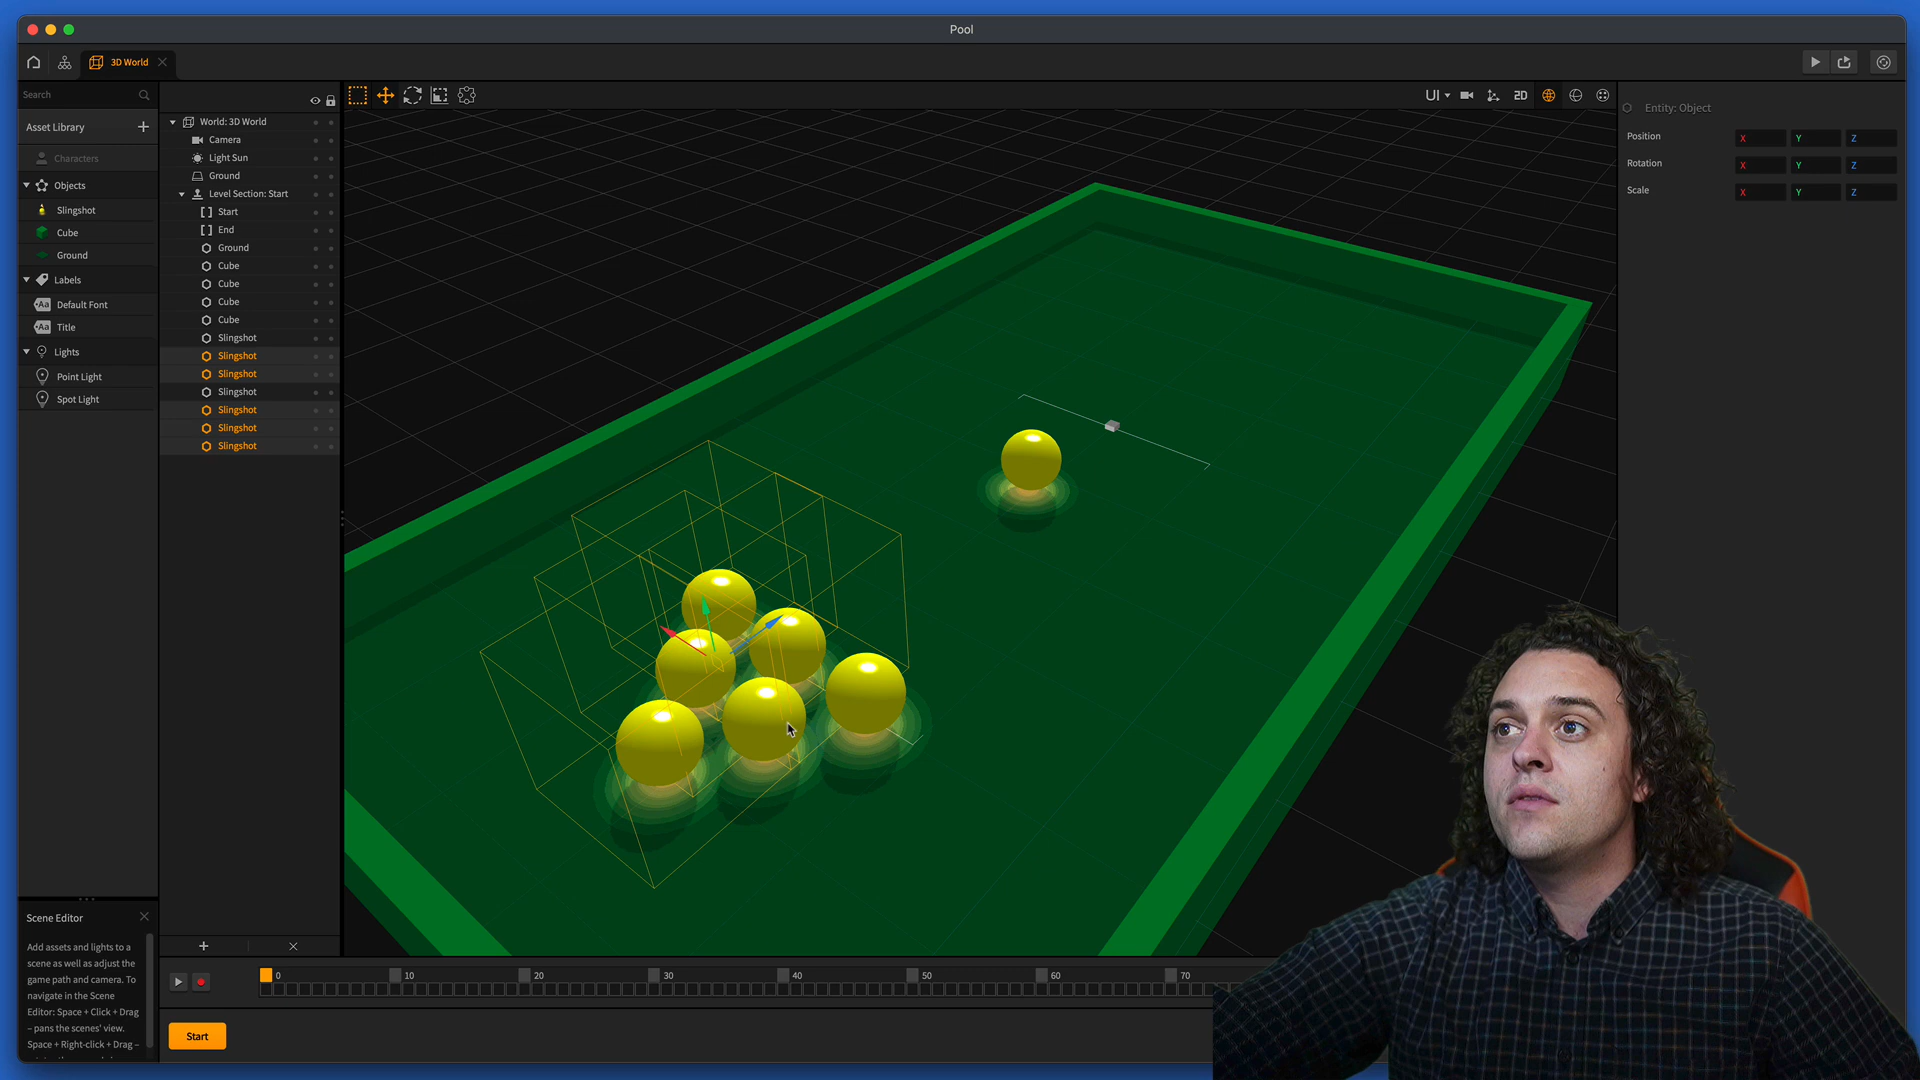 Pool
3D World
Search
Asset Library
Characters
Objects
Slingshot
Cube
Ground
Labels
Aa Default Font
Aa Title
Lights
Point Light
Spot Light
World: 3D World
Camera
Light Sun
Ground
Level Section: Start
Start
End
Ground
Cube
Cube
Cube
Cube
Slingshot
Slingshot
Slingshot
Slingshot
Slingshot
Slingshot
Slingshot
UI
2D
Entity: Object
Position X Y Z
Rotation X Y Z
Scale X Y Z
Scene Editor
Add assets and lights to a
scene as well as adjust the
game path and camera. To
navigate in the Scene
Editor: Space + Click + Drag
– pans the scenes' view.
Space + Right-click + Drag –
0 10 20 30 40 50 60 70
Start